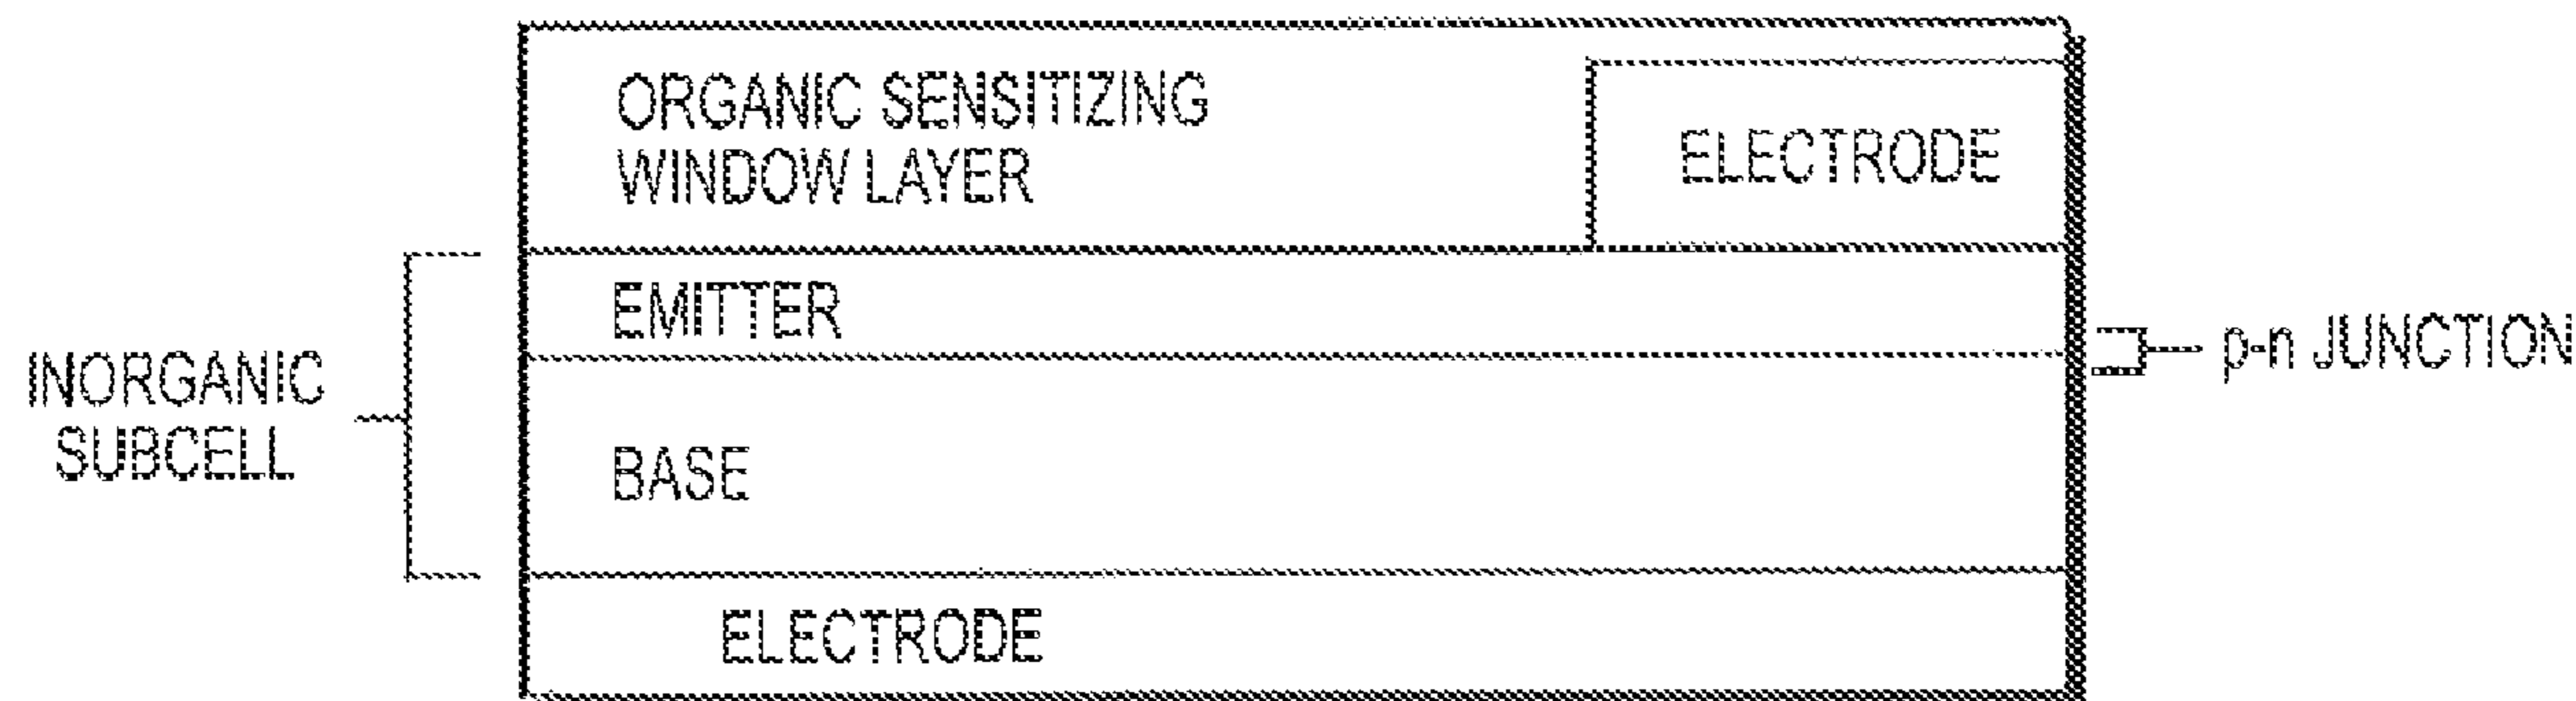 ORGANIC SENSITIZING
WINDOW LAYER
ELECTRODE
EMITTER
p-n JUNCTION
INORGANIC
SUBCELL
BASE
ELECTRODE